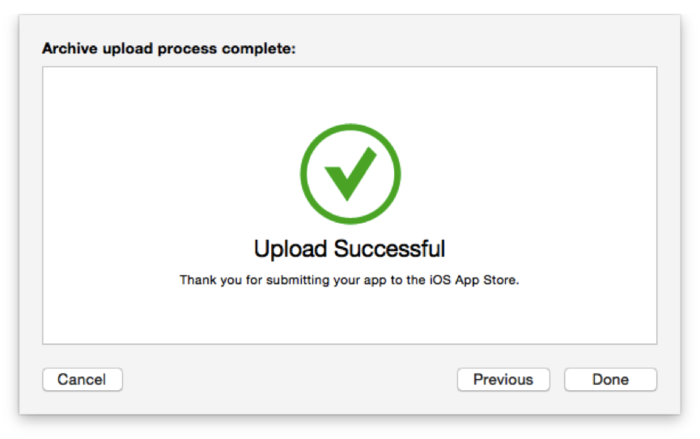 Archive upload process complete:
Upload Successful
Thank you for submitting your app to the iOS App Store.
Cancel
Previous
Done